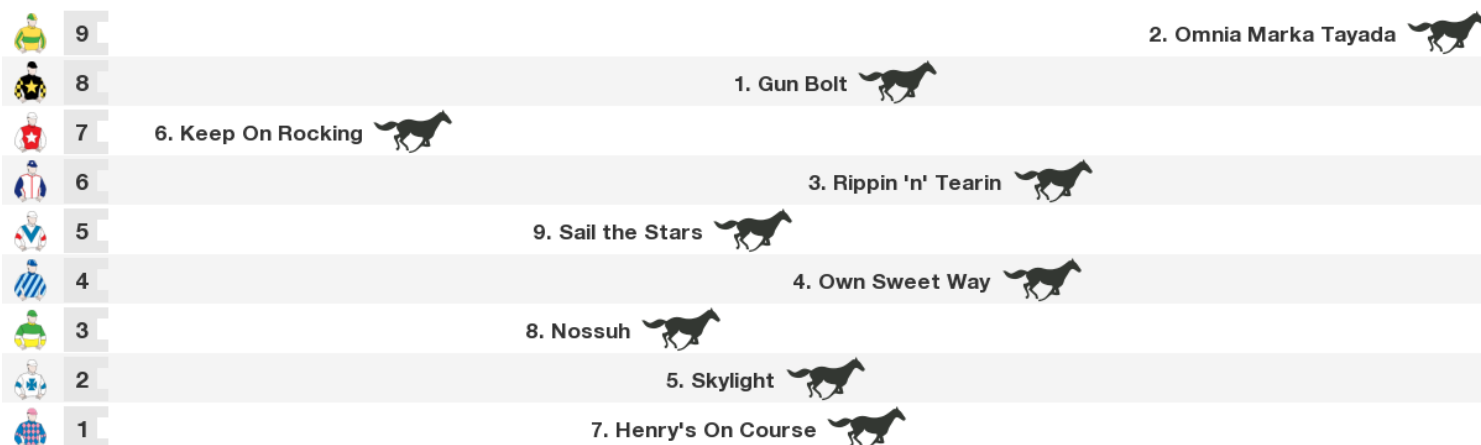 9 2. Omnia Marka Tayada
8 1. Gun Bolt
7 6. Keep On Rocking
6 3. Rippin 'n' Tearin
5 9. Sail the Stars
4 4. Own Sweet Way
3 8. Nossuh
2 5. Skylight
1 7. Henry's On Course